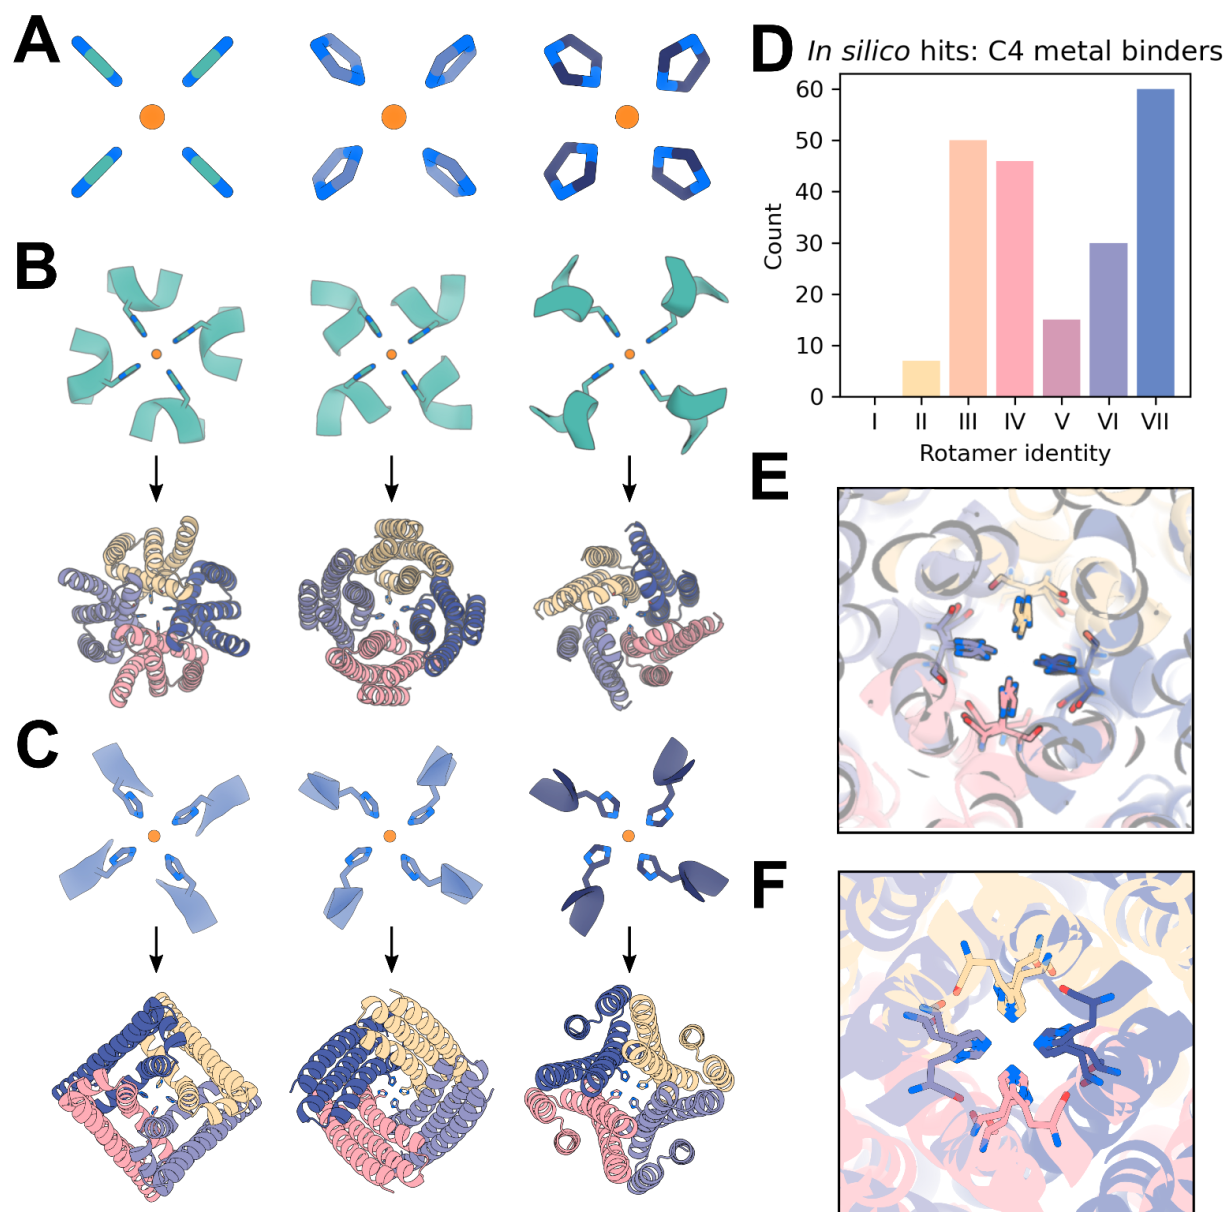 A
B
C
D
In silico hits: C4 metal binders
60
50
40
30
20
10
0
Count
I II III IV V VI VII
Rotamer identity
E
F